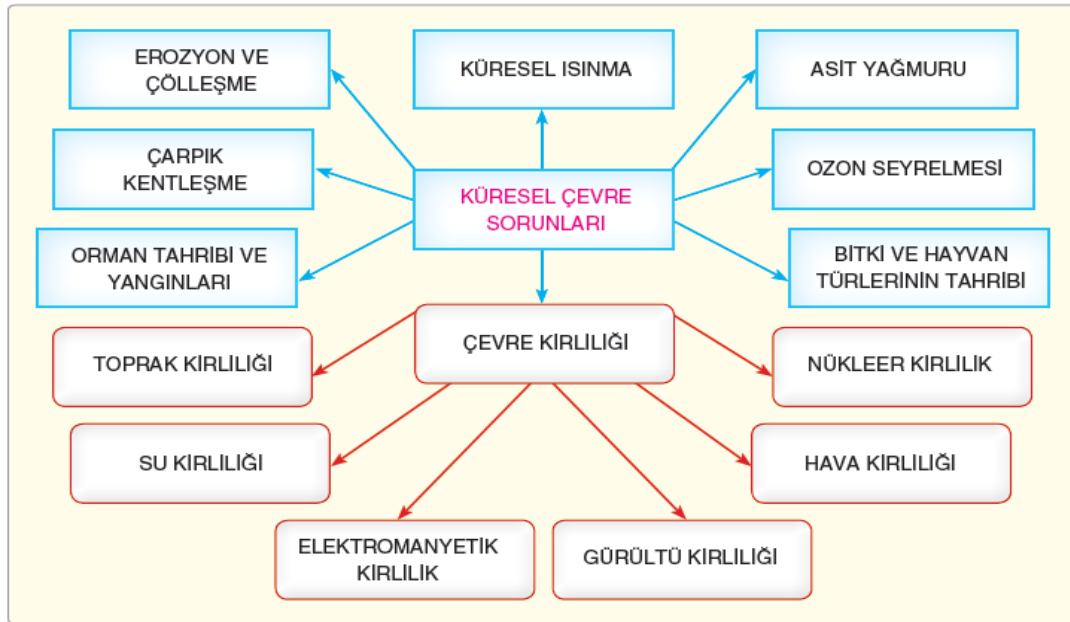 EROZYON VE
ÇÖLLEŞME
KÜRESEL ISINMA
ASİT YAĞMURU
ÇARPIK
KENTLEŞME
KÜRESEL ÇEVRE
SORUNLARI
OZON SEYRELMESİ
ORMAN TAHRİBİ VE
YANGINLARI
BİTKİ VE HAYVAN
TÜRLERİNİN TAHRİBİ
ÇEVRE KİRLİLİĞİ
TOPRAK KİRLİLİĞİ
NÜKLEER KİRLİLİK
SU KİRLİLİĞİ
HAVA KİRLİLİĞİ
ELEKTROMANYETİK
KİRLİLİK
GÜRÜLTÜ KİRLİLİĞİ